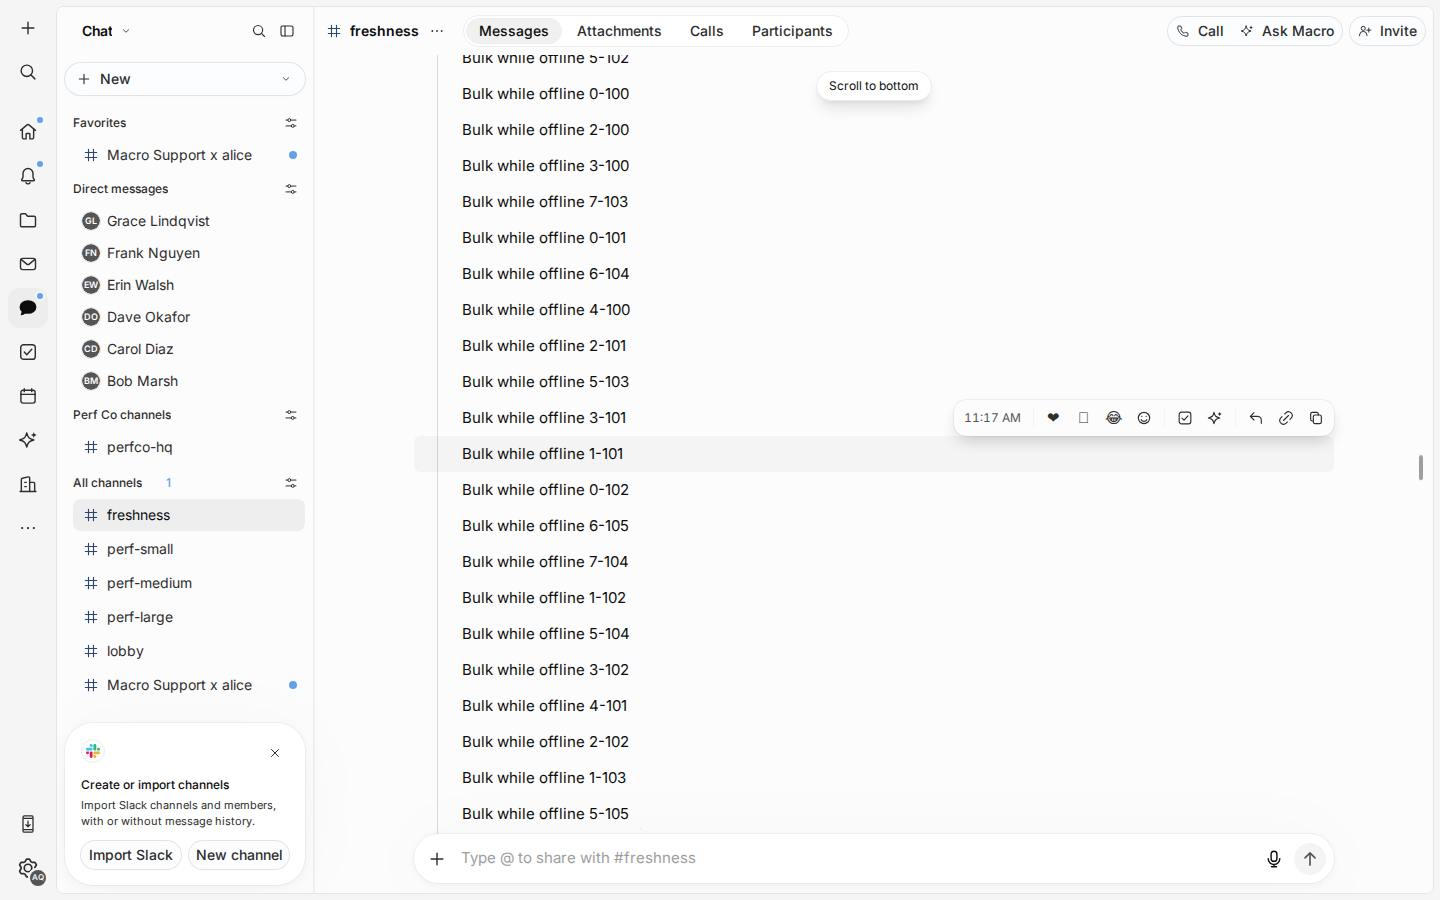 Chat
New
Favorites
Macro Support x alice
Direct messages
GL Grace Lindqvist
FN Frank Nguyen
EW Erin Walsh
DO Dave Okafor
CD Carol Diaz
BM Bob Marsh
Perf Co channels
perfco-hq
All channels 1
freshness
perf-small
perf-medium
perf-large
lobby
Macro Support x alice
Create or import channels
Import Slack channels and members,
with or without message history.
Import Slack New channel
AQ
freshness Messages Attachments Calls Participants Call Ask Macro Invite
Scroll to bottom
Bulk while offline 5-102
Bulk while offline 0-100
Bulk while offline 2-100
Bulk while offline 3-100
Bulk while offline 7-103
Bulk while offline 0-101
Bulk while offline 6-104
Bulk while offline 4-100
Bulk while offline 2-101
Bulk while offline 5-103
Bulk while offline 3-101
11:17 AM
Bulk while offline 1-101
Bulk while offline 0-102
Bulk while offline 6-105
Bulk while offline 7-104
Bulk while offline 1-102
Bulk while offline 5-104
Bulk while offline 3-102
Bulk while offline 4-101
Bulk while offline 2-102
Bulk while offline 1-103
Bulk while offline 5-105
Type @ to share with #freshness